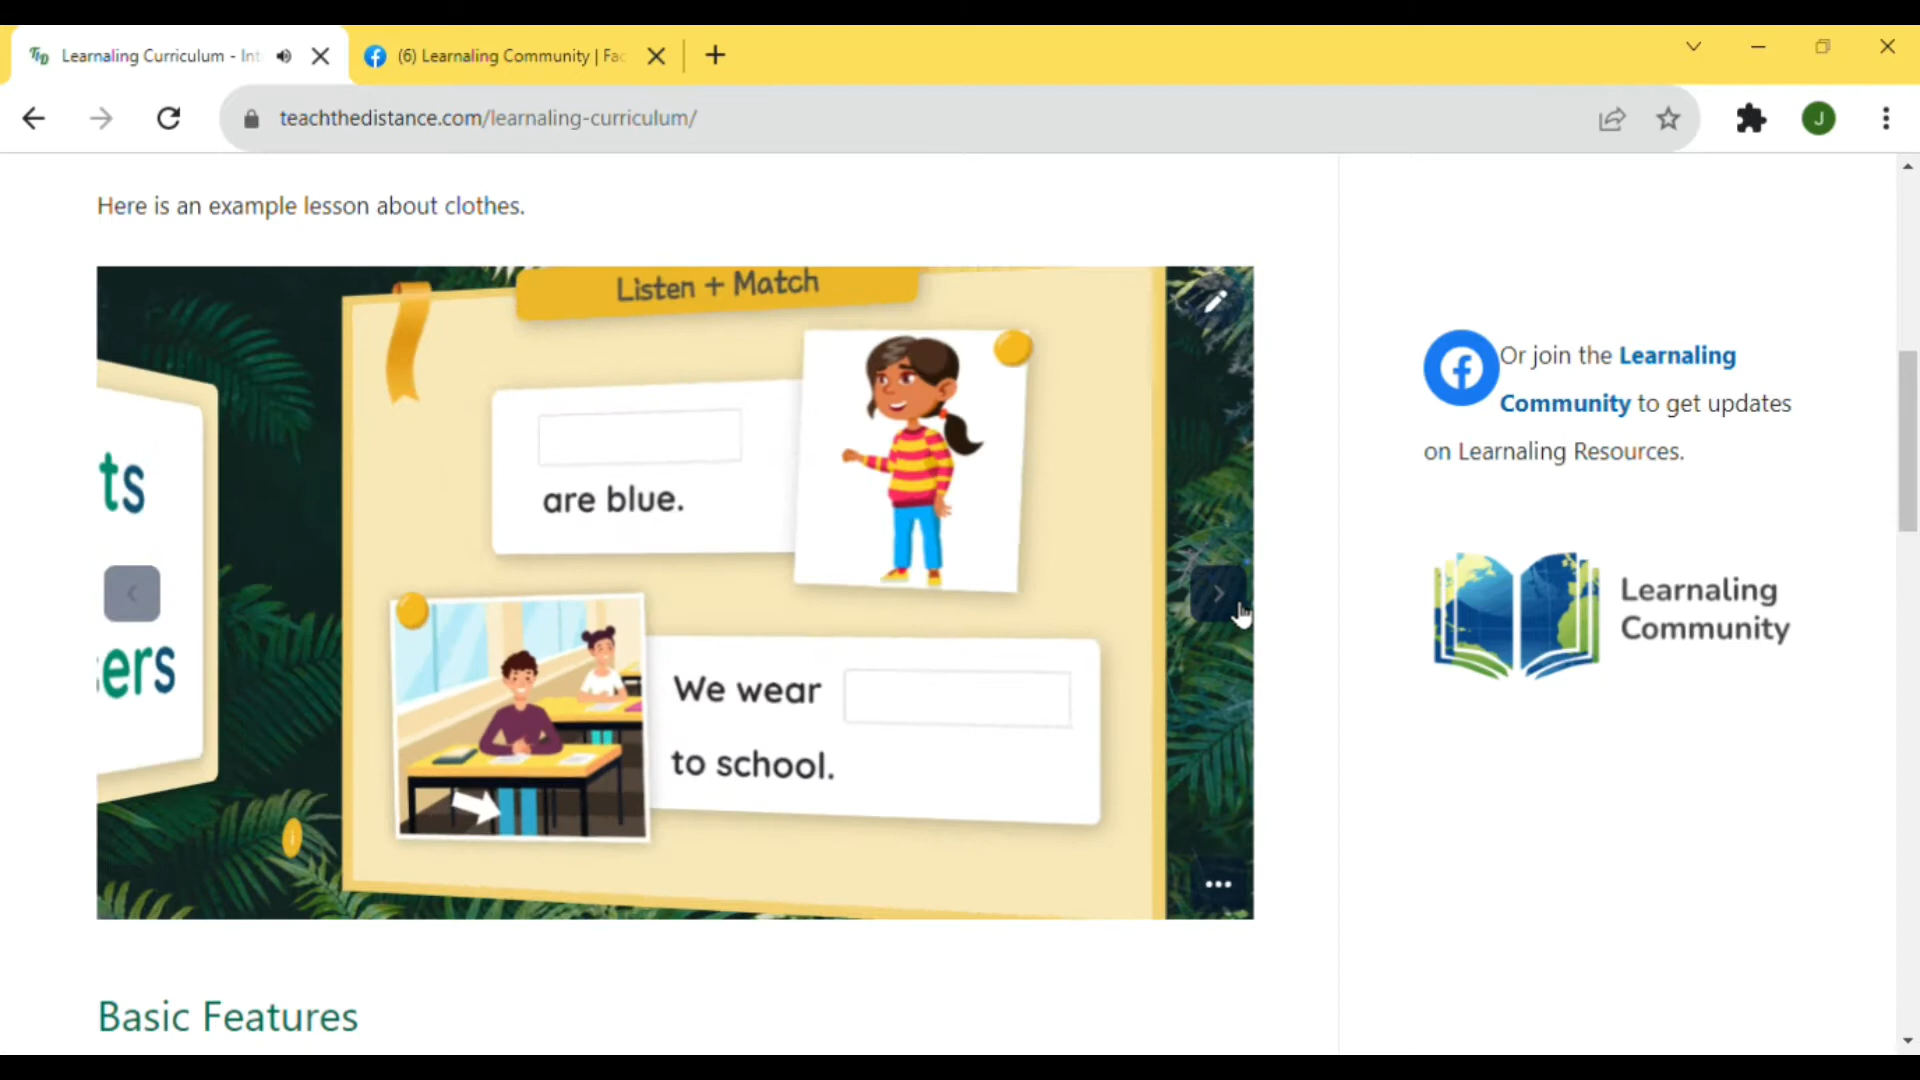 Learnaling Curriculum - Int
(6) Learnaling Community | Fac
teachthedistance.com/learnaling-curriculum/
J
Here is an example lesson about clothes.
Listen + Match
ts
ers
are blue.
We wear
to school.
Or join the Learnaling
Community to get updates
on Learnaling Resources.
Learnaling
Community
Basic Features